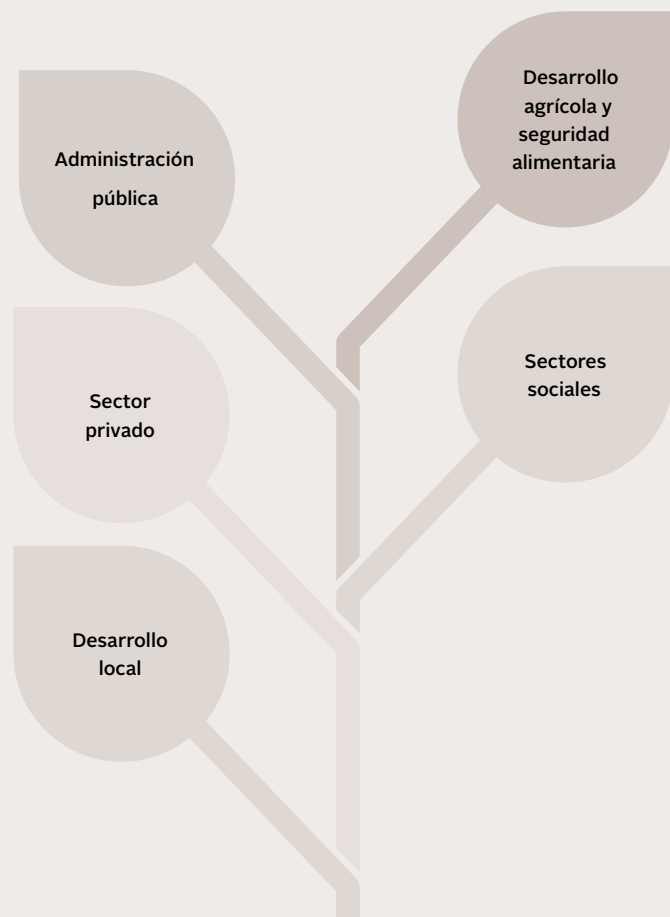 Desarrollo
agrícola y
seguridad
alimentaria
Administración
pública
Sectores
sociales
Sector
privado
Desarrollo
local